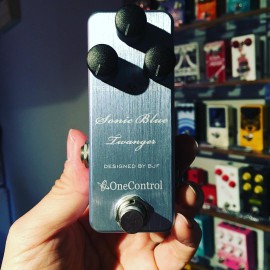 Sonic Blue
Twanger
DESIGNED BY BJF
OneControl